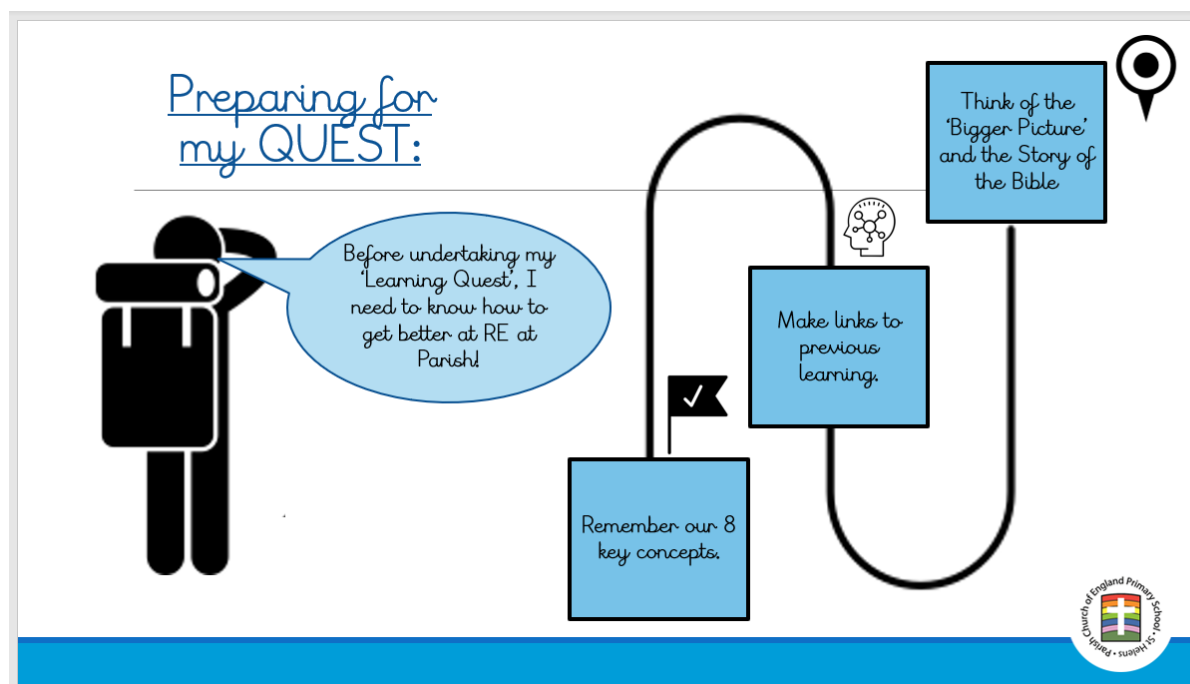 Preparing for
my QUEST:
Before undertaking my
'Learning Quest', I
need to know how to
get better at RE at
Parish!
Think of the
'Bigger Picture'
and the Story of
the Bible
Make links to
previous
learning.
Remember our 8
key concepts.
Parish Church of England Primary School • St Helens •